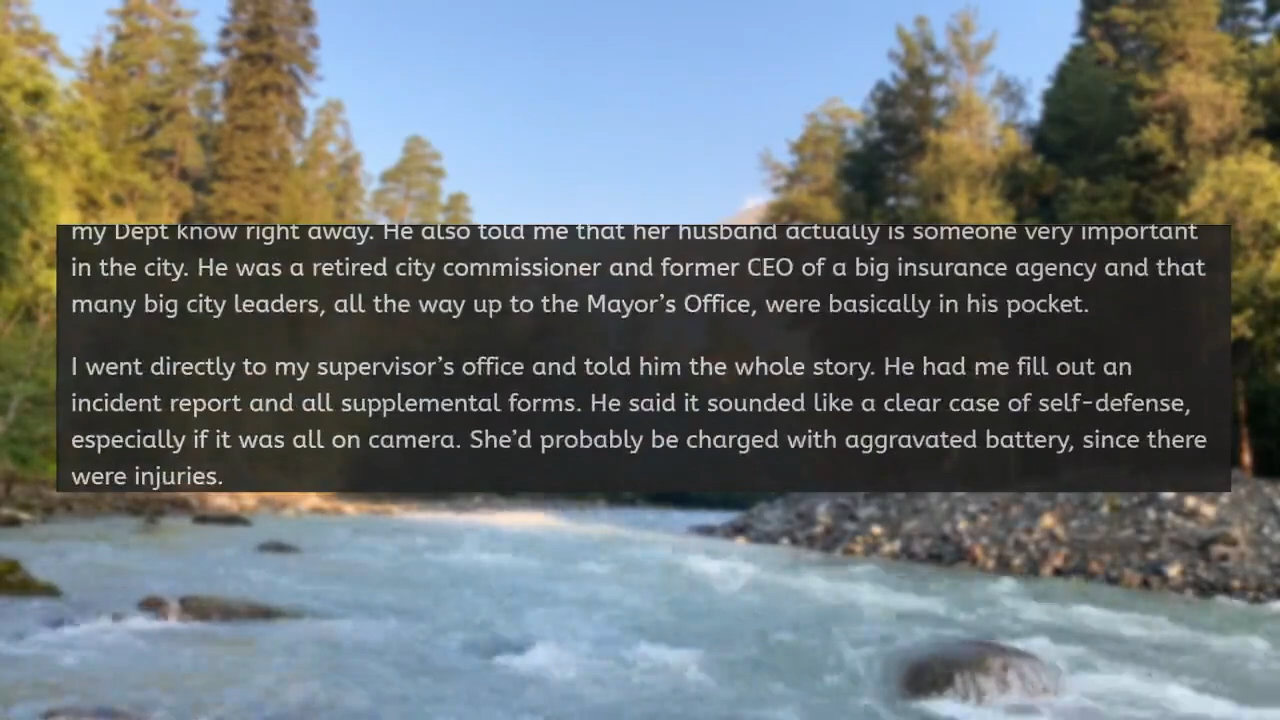 my Dept know right away. He also told me that her husband actually is someone very important
in the city. He was a retired city commissioner and former CEO of a big insurance agency and that
many big city leaders, all the way up to the Mayor’s Office, were basically in his pocket.
I went directly to my supervisor’s office and told him the whole story. He had me fill out an
incident report and all supplemental forms. He said it sounded like a clear case of self-defense,
especially if it was all on camera. She’d probably be charged with aggravated battery, since there
were injuries.